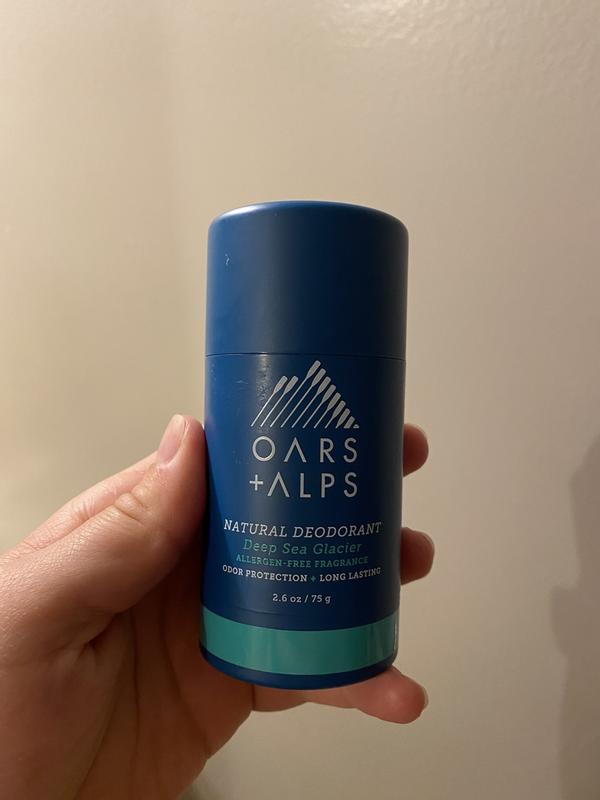 OARS
+ALPS
NATURAL DEODORANT
Deep Sea Glacier
ALLERGEN-FREE FRAGRANCE
ODOR PROTECTION + LONG LASTING
2.6 oz / 75 g